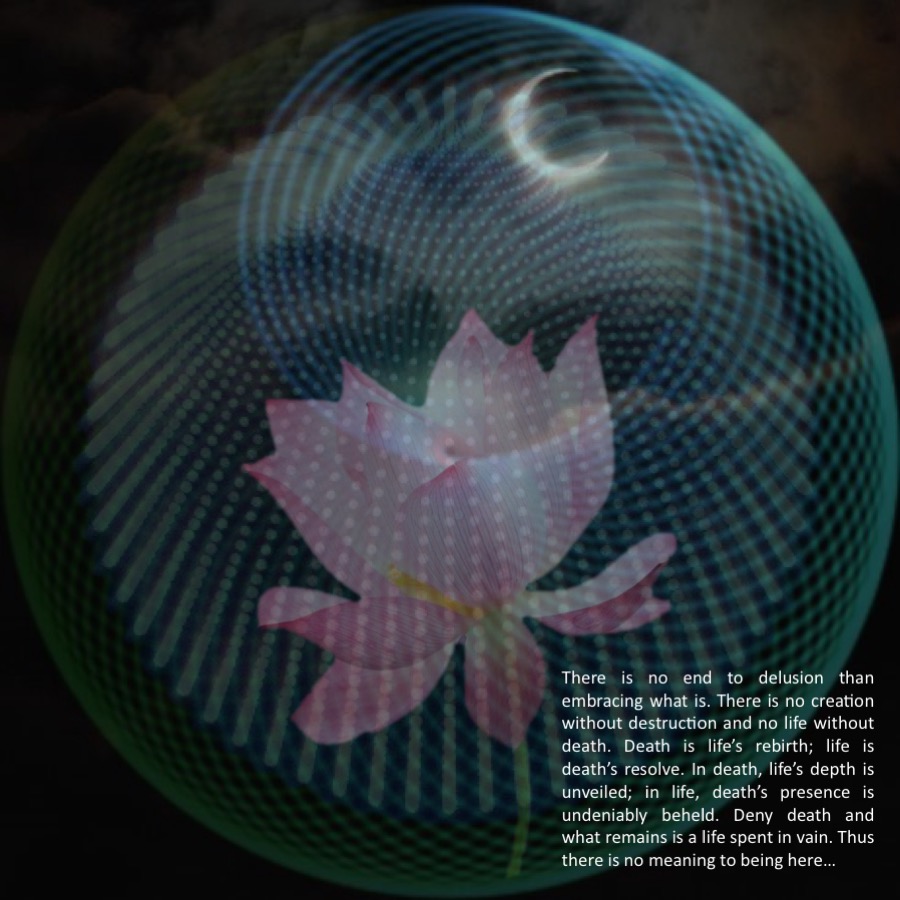 There is no end to delusion than
embracing what is. There is no creation
without destruction and no life without
death. Death is life’s rebirth; life is
death’s resolve. In death, life’s depth is
unveiled; in life, death’s presence is
undeniably beheld. Deny death and
what remains is a life spent in vain. Thus
there is no meaning to being here…